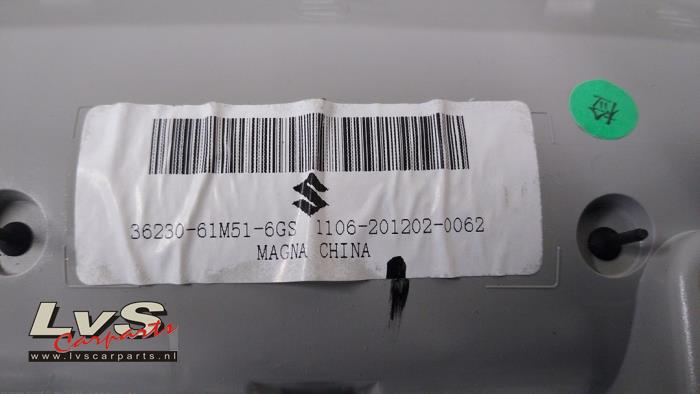 36230-61M51-6GS 1106-201202-0062
MAGNA CHINA
LvS
Carparts
www.lvscarparts.nl